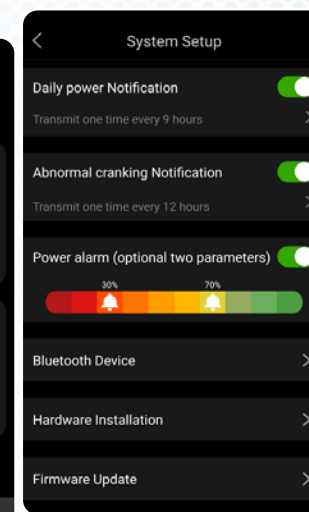 System Setup
Daily power Notification
Transmit one time every 9 hours
Abnormal cranking Notification
Transmit one time every 12 hours
Power alarm (optional two parameters)
30% 70%
Bluetooth Device
Hardware Installation
Firmware Update